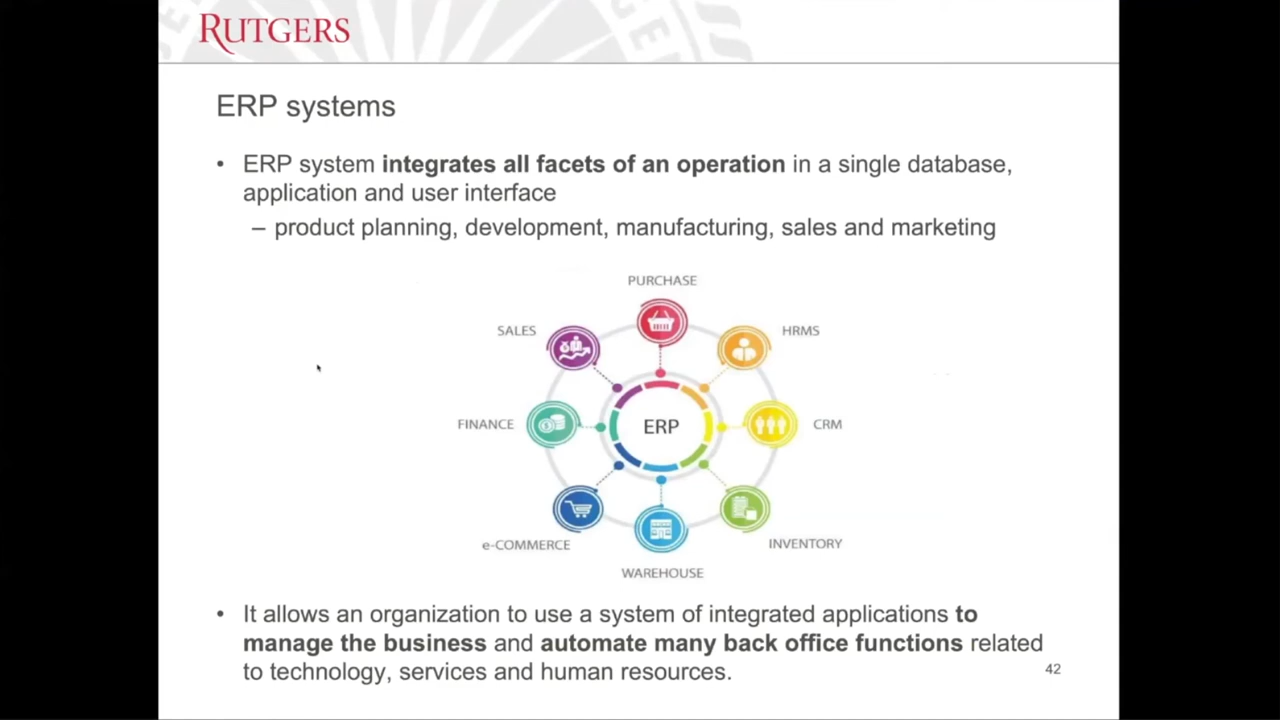 RUTGERS
ERP systems
• ERP system integrates all facets of an operation in a single database,
application and user interface
– product planning, development, manufacturing, sales and marketing
PURCHASE
SALES
HRMS
FINANCE
ERP
CRM
e-COMMERCE
INVENTORY
WAREHOUSE
• It allows an organization to use a system of integrated applications to
manage the business and automate many back office functions related
to technology, services and human resources.
42